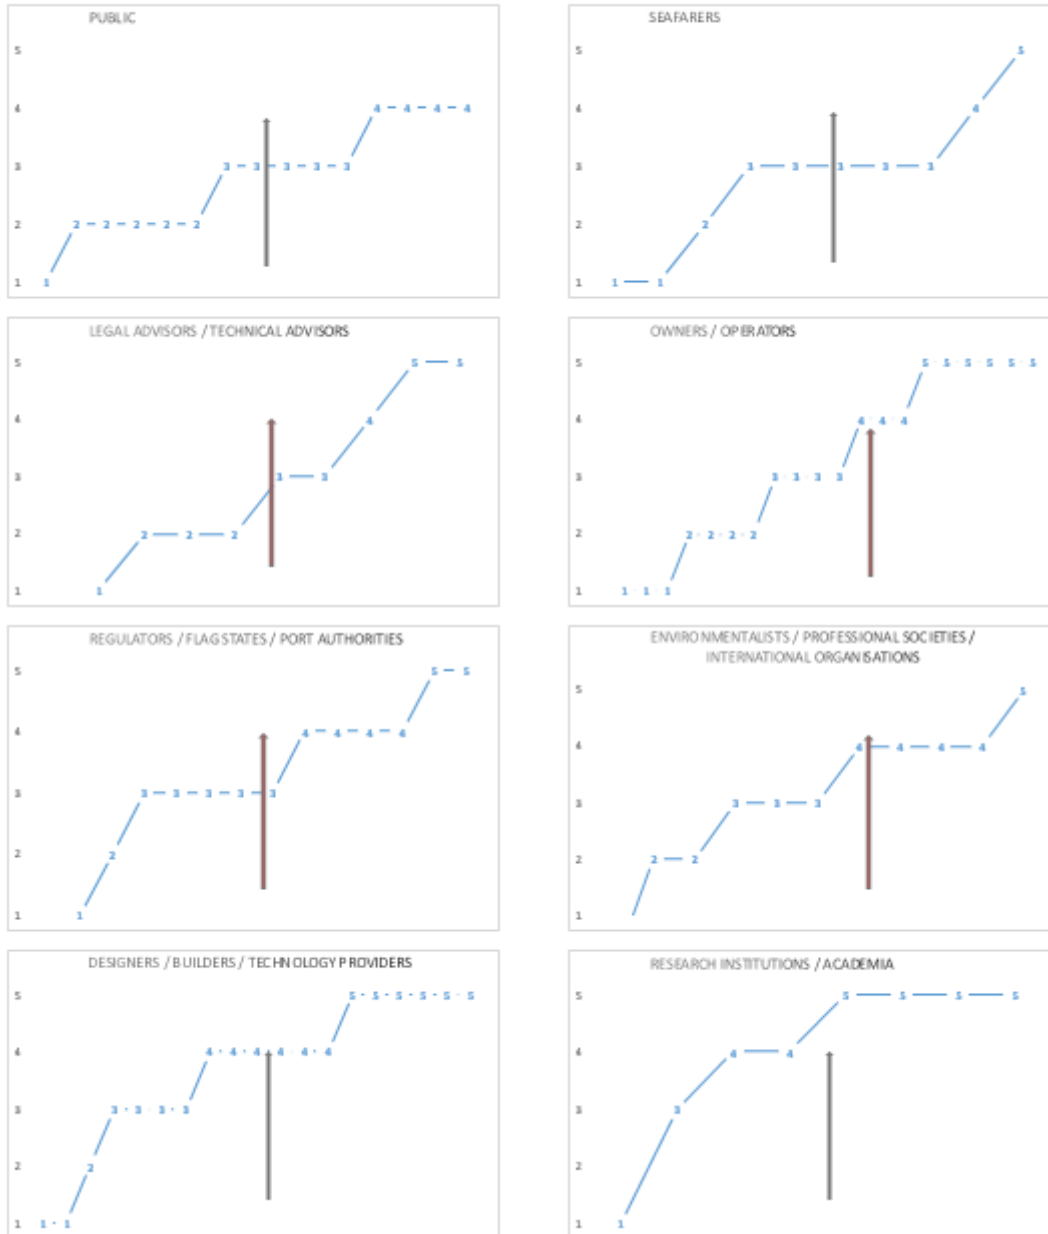 PUBLIC
5
4 4 4 4 4
3 3 3 3 3 3
2 2 2 2 2 2
1 1
SEAFARERS
5 5
4 4
3 3 3 3 3 3
2 2
1 1 1
LEGAL ADVISORS / TECHNICAL ADVISORS
5 5 5
4 4
3 3 3
2 2 2 2
1 1
OWNERS / OPERATORS
5 5 5 5 5 5 5
4 4 4 4
3 3 3 3 3
2 2 2 2 2
1 1 1 1
REGULATORS / FLAG STATES / PORT AUTHORITIES
5 5 5
4 4 4 4 4
3 3 3 3 3 3
2 2
1 1
ENVIRONMENTALISTS / PROFESSIONAL SOCIETIES /
INTERNATIONAL ORGANISATIONS
5 5
4 4 4 4 4
3 3 3 3
2 2 2
1
DESIGNERS / BUILDERS / TECHNOLOGY PROVIDERS
5 5 5 5 5 5 5
4 4 4 4 4 4 4
3 3 3 3 3
2 2
1 1 1
RESEARCH INSTITUTIONS / ACADEMIA
5 5 5 5 5
4 4 4
3 3
2
1 1